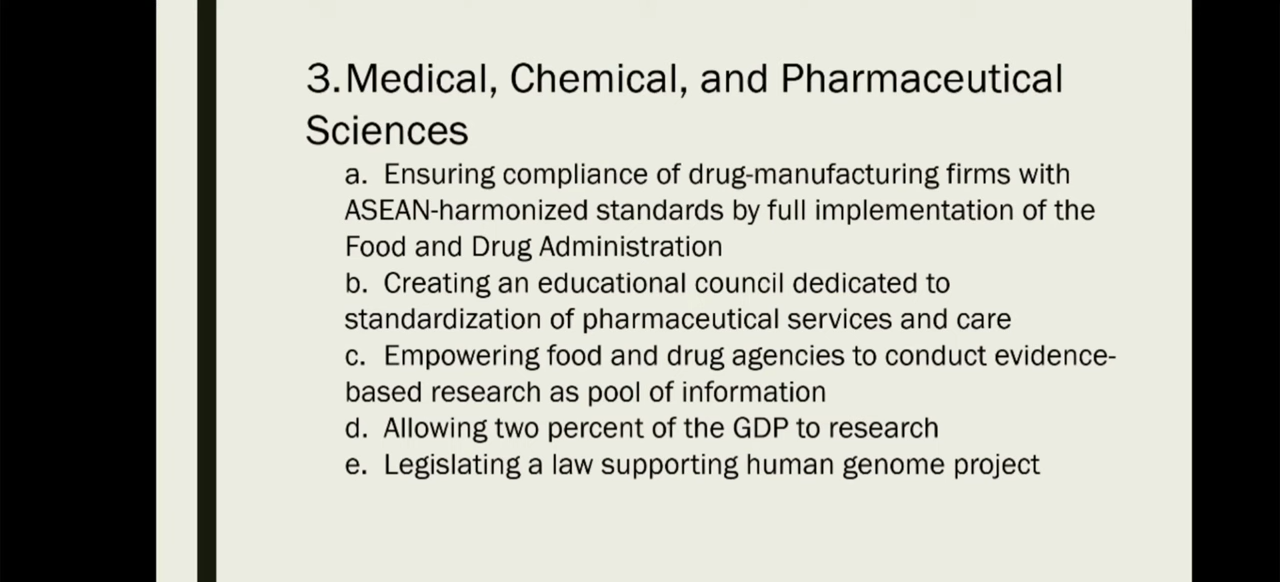 3. Medical, Chemical, and Pharmaceutical
Sciences
a. Ensuring compliance of drug-manufacturing firms with
ASEAN-harmonized standards by full implementation of the
Food and Drug Administration
b. Creating an educational council dedicated to
standardization of pharmaceutical services and care
c. Empowering food and drug agencies to conduct evidence-
based research as pool of information
d. Allowing two percent of the GDP to research
e. Legislating a law supporting human genome project